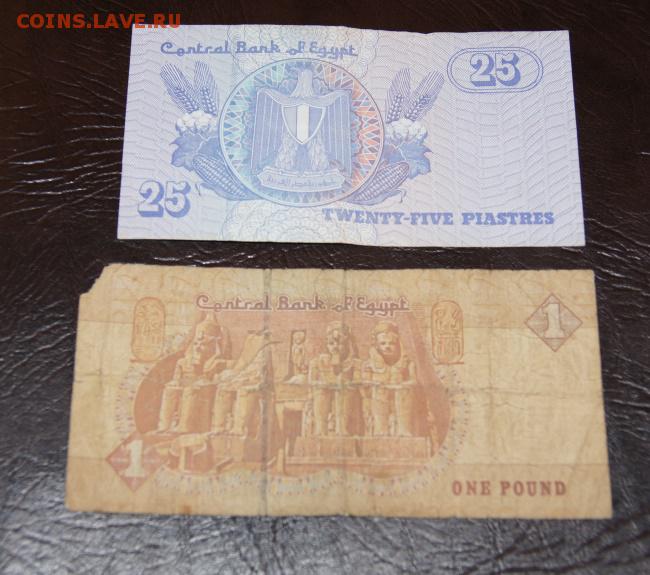 COINS.LAVE.RU
Central Bank of Egypt
25
25
TWENTY-FIVE PIASTRES
Central Bank of Egypt
1
1
ONE POUND